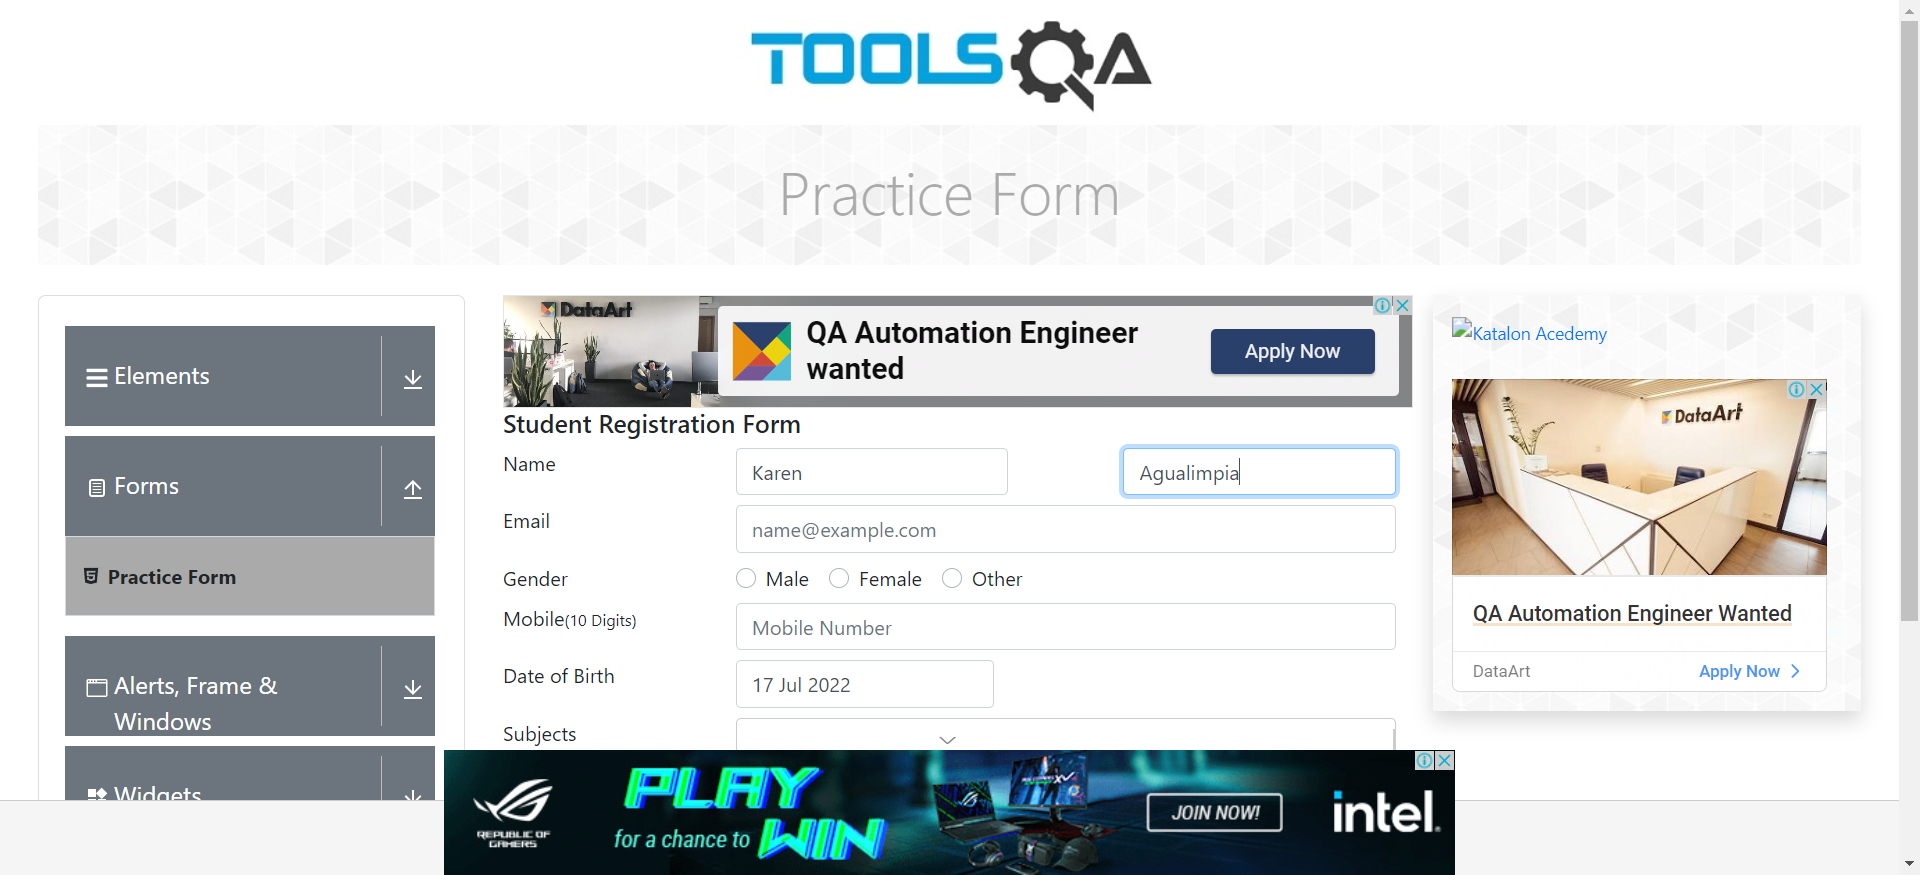 TOOLSQA
Practice Form
Elements
Forms
Practice Form
Alerts, Frame &
Windows
Widgets
DataArt
QA Automation Engineer
wanted
Apply Now
Student Registration Form
Name
Karen
Agualimpia
Email
name@example.com
Gender
Male
Female
Other
Mobile(10 Digits)
Mobile Number
Date of Birth
17 Jul 2022
Subjects
Katalon Acedemy
DataArt
QA Automation Engineer Wanted
DataArt
Apply Now
REPUBLIC OF
GAMERS
PLAY
for a chance to WIN
JOIN NOW!
intel.